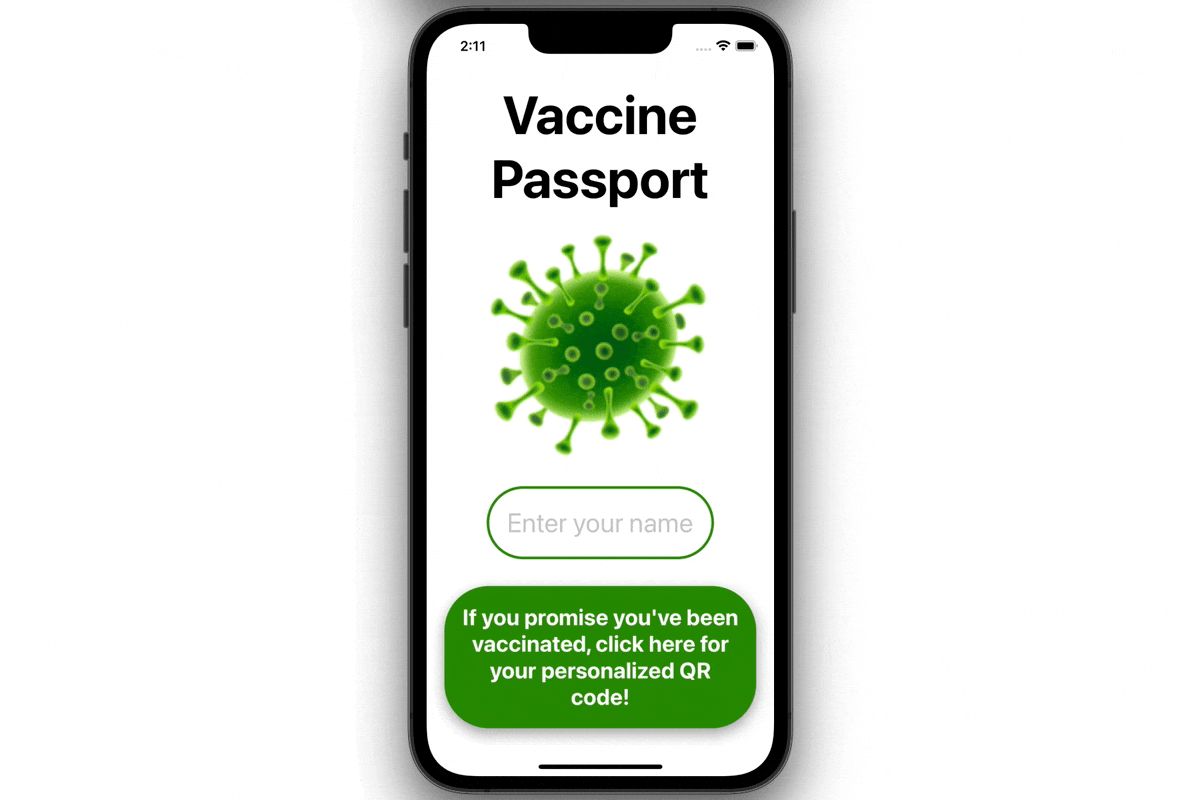 2:11
Vaccine
Passport
Enter your name
If you promise you've been
vaccinated, click here for
your personalized QR
code!